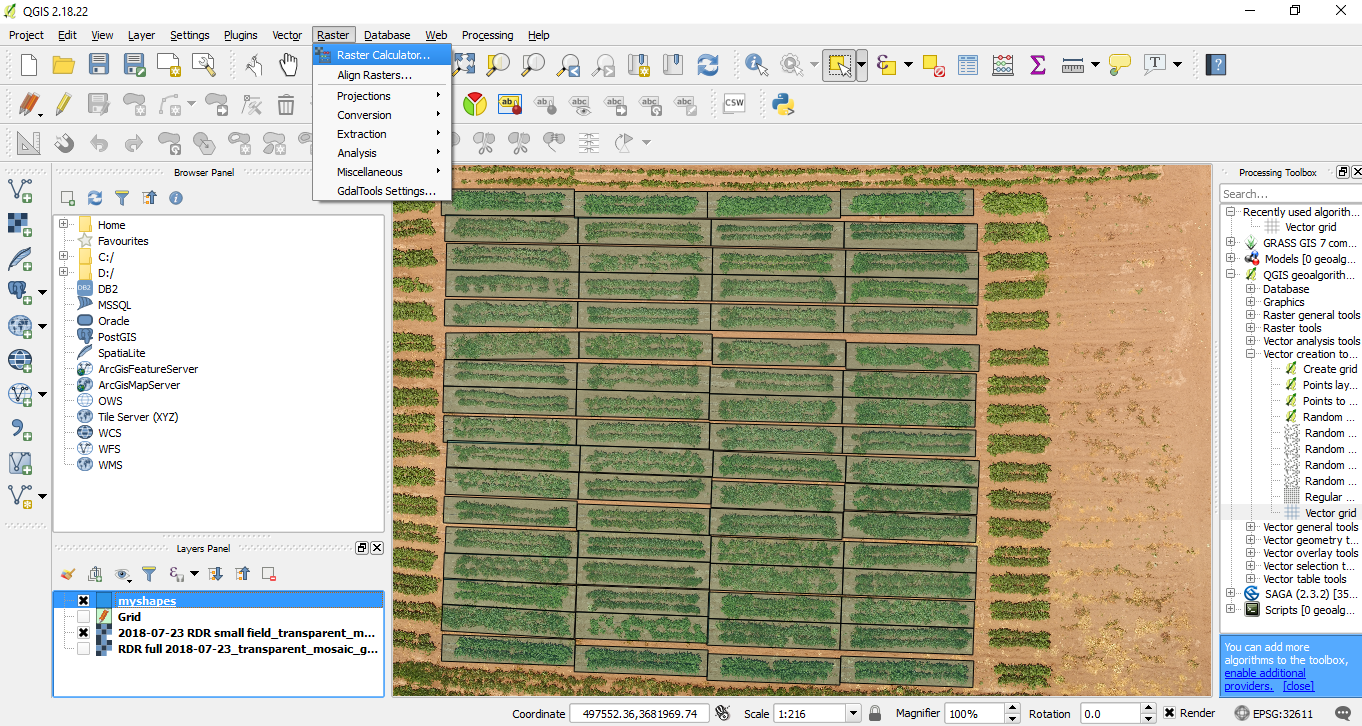 QGIS 2.18.22
Project Edit View Layer Settings Plugins Vector Raster Database Web Processing Help
Raster Calculator...
Align Rasters...
Projections
Conversion
Extraction
Analysis
Miscellaneous
GdalTools Settings...
Browser Panel
Home
Favourites
C:/
D:/
DB2
MSSQL
Oracle
PostGIS
SpatiaLite
ArcGisFeatureServer
ArcGisMapServer
OWS
Tile Server (XYZ)
WCS
WFS
WMS
Layers Panel
myshapes
Grid
2018-07-23 RDR small field_transparent_m...
RDR full 2018-07-23_transparent_mosaic_g...
Processing Toolbox
Search...
Recently used algorith...
Vector grid
GRASS GIS 7 com...
Models [0 geoalg...
QGIS geoalgorith...
Database
Graphics
Raster general tools
Raster tools
Vector analysis tools
Vector creation to...
Create grid
Points lay...
Points to ...
Random ...
Random ...
Random ...
Random ...
Random ...
Regular ...
Vector grid
Vector general tools
Vector geometry t...
Vector overlay tools
Vector selection t...
Vector table tools
SAGA (2.3.2) [35...
Scripts [0 geoalg...
You can add more
algorithms to the toolbox,
enable additional
providers. [close]
Coordinate 497552.36,3681969.74 Scale 1:216 Magnifier 100% Rotation 0.0 Render EPSG:32611
abc
abc
abc
abc
abc
CSW
DB2